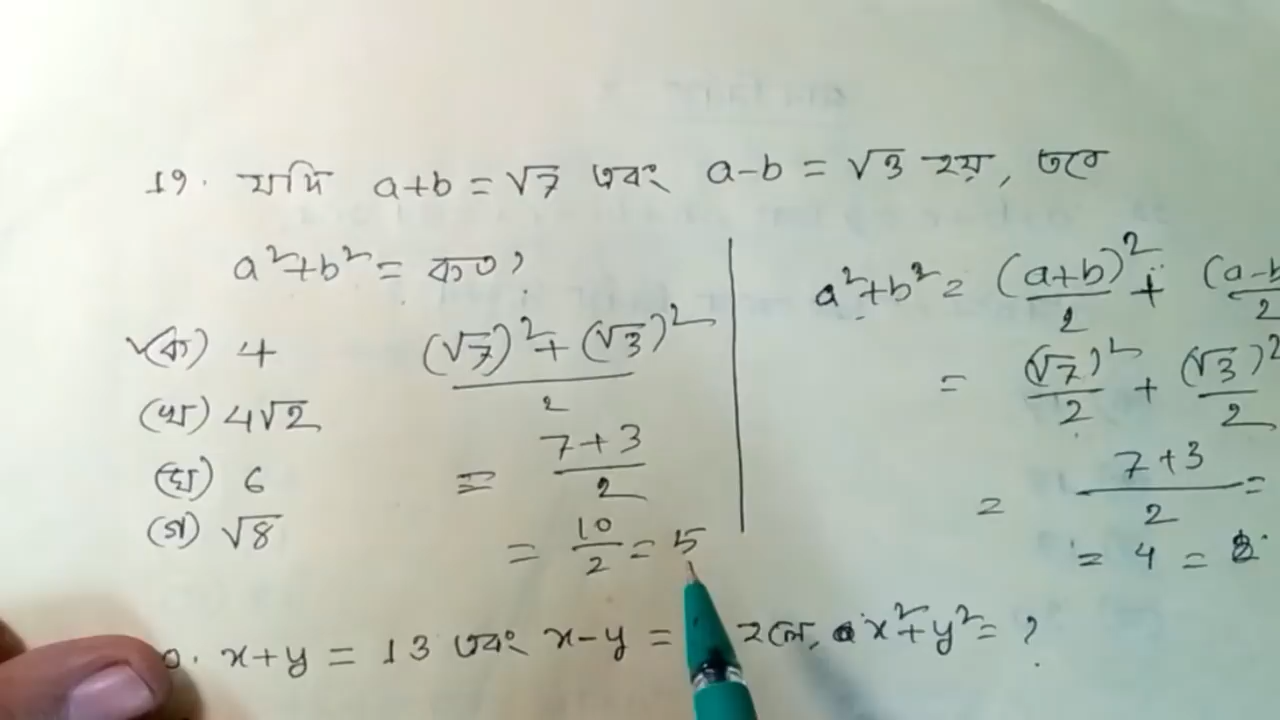 19. যদি a+b = √7 এবং a-b = √3 হয়, তবে
a²+b² = কত?
(ক) 4
(খ) 4√2
(ঘ) 6
(গ) √8
(√7)²+(√3)²/2
= 7+3/2
= 10/2 = 5
a²+b² = (a+b)²/2 + (a-b/2
= (√7)²/2 + (√3)²/2
= 7+3/2 =
= 4 = 
0. x+y = 13 এবং x-y = হলে, x²+y² = ?